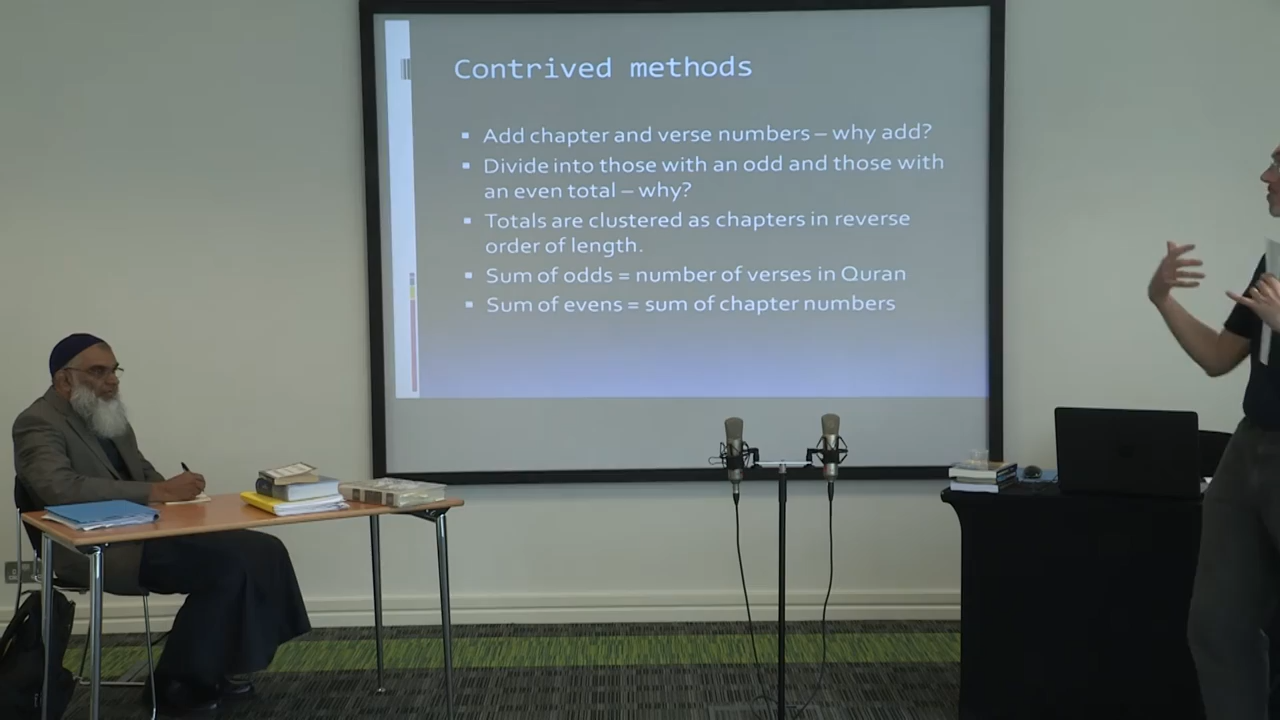 Contrived methods
▪ Add chapter and verse numbers – why add?
▪ Divide into those with an odd and those with
an even total – why?
▪ Totals are clustered as chapters in reverse
order of length.
▪ Sum of odds = number of verses in Quran
▪ Sum of evens = sum of chapter numbers